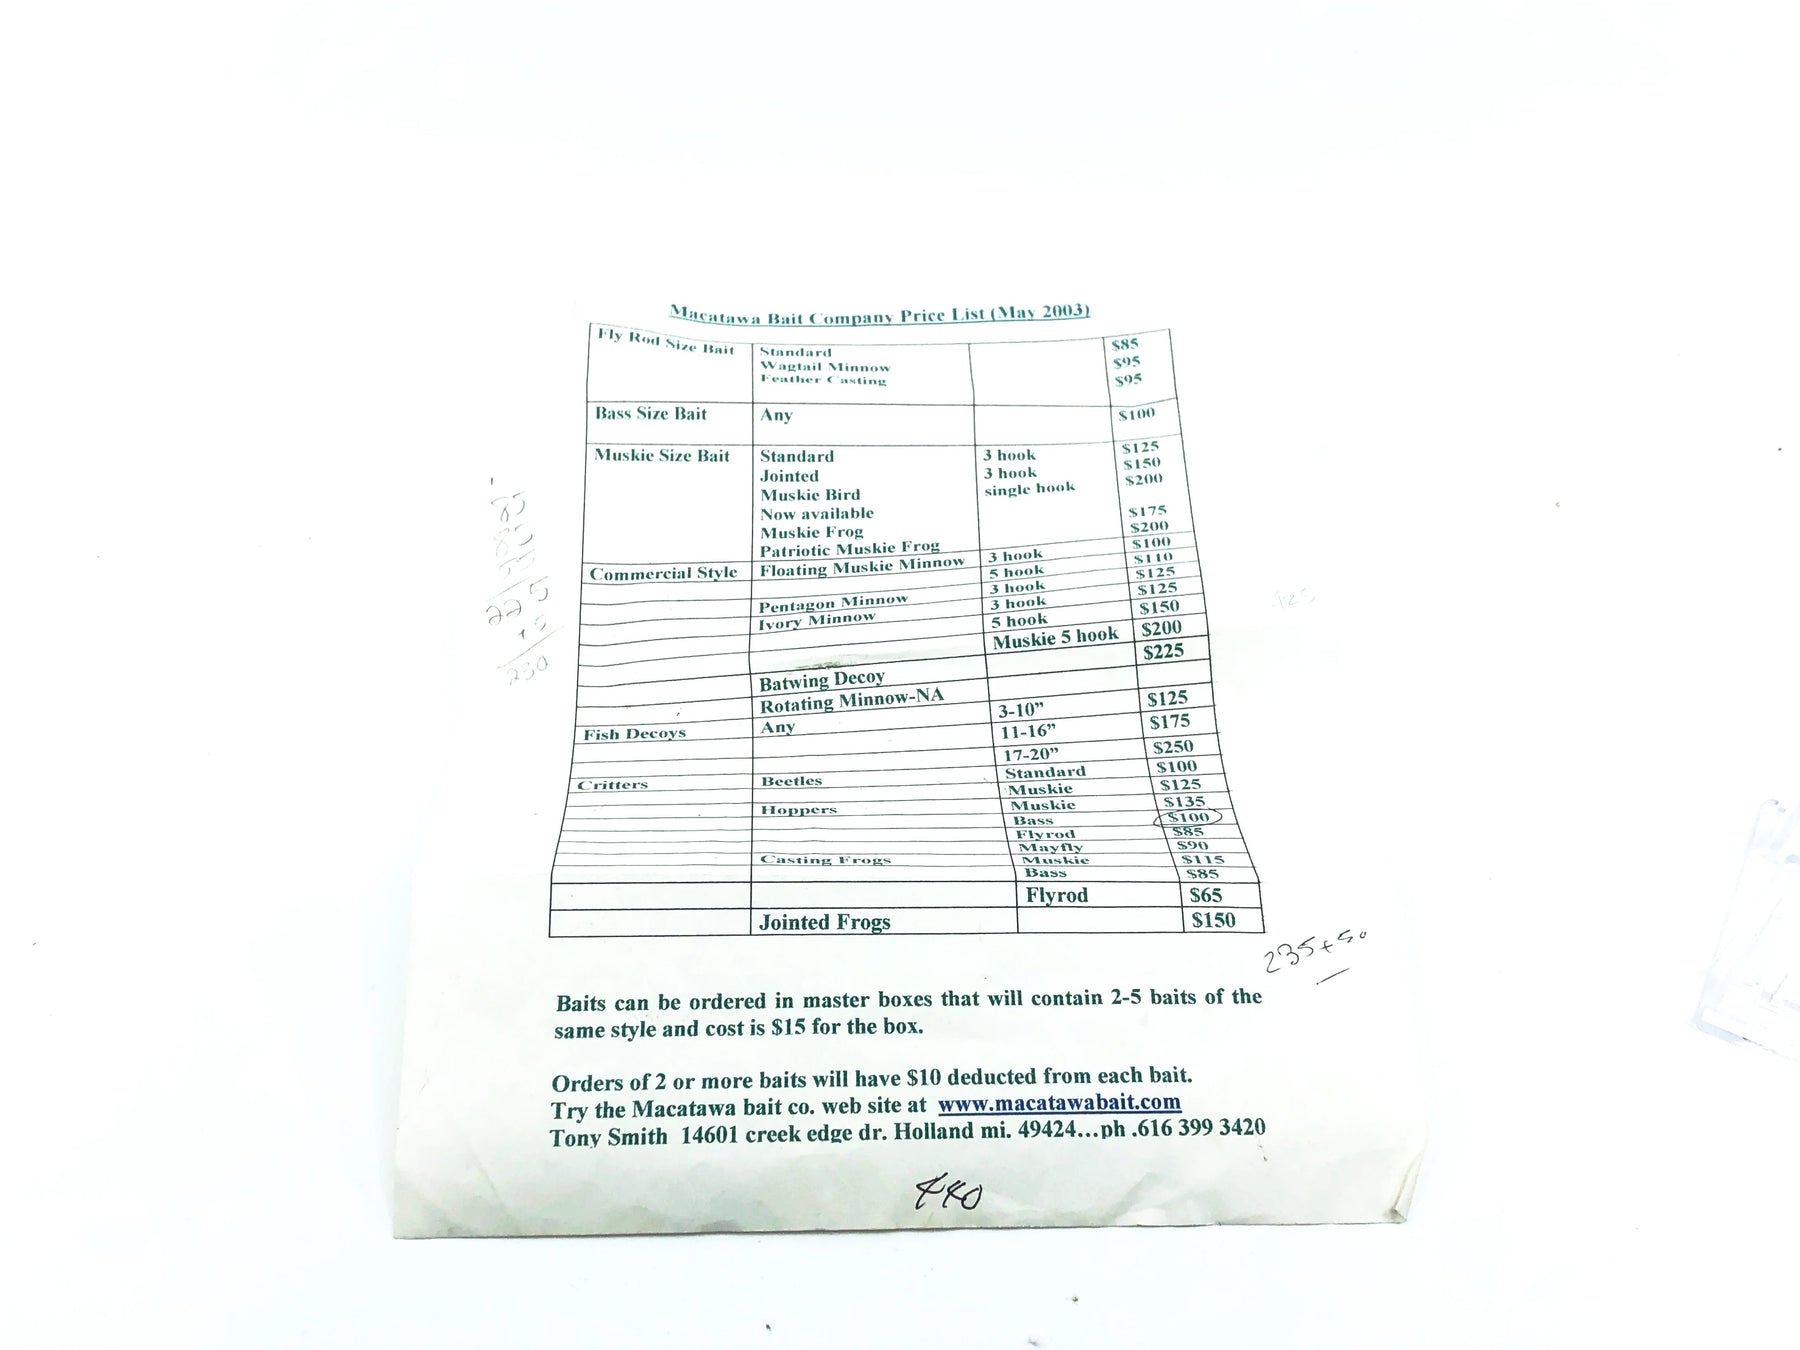 Macatawa Bait Company Price List (May 2003)
Fly Rod Size Bait Standard $85
Wagtail Minnow $95
Feather Casting $95
Bass Size Bait Any $100
Muskie Size Bait Standard 3 hook $125
Jointed 3 hook $150
Muskie Bird single hook $200
Now available
Muskie Frog $175
Patriotic Muskie Frog $200
Commercial Style Floating Muskie Minnow 3 hook $100
5 hook $110
Pentagon Minnow 3 hook $125
Ivory Minnow 3 hook $125
5 hook $150
Muskie 5 hook $200
Batwing Decoy $225
Rotating Minnow-NA
Fish Decoys Any 3-10” $125
11-16” $175
17-20” $250
Critters Beetles Standard $100
Muskie $125
Hoppers Muskie $135
Bass $100
Flyrod $85
Mayfly $90
Casting Frogs Muskie $115
Bass $85
Flyrod $65
Jointed Frogs $150
225
+5
230
125
235+50
Baits can be ordered in master boxes that will contain 2-5 baits of the
same style and cost is $15 for the box.
Orders of 2 or more baits will have $10 deducted from each bait.
Try the Macatawa bait co. web site at www.macatawabait.com
Tony Smith 14601 creek edge dr. Holland mi. 49424...ph .616 399 3420
440